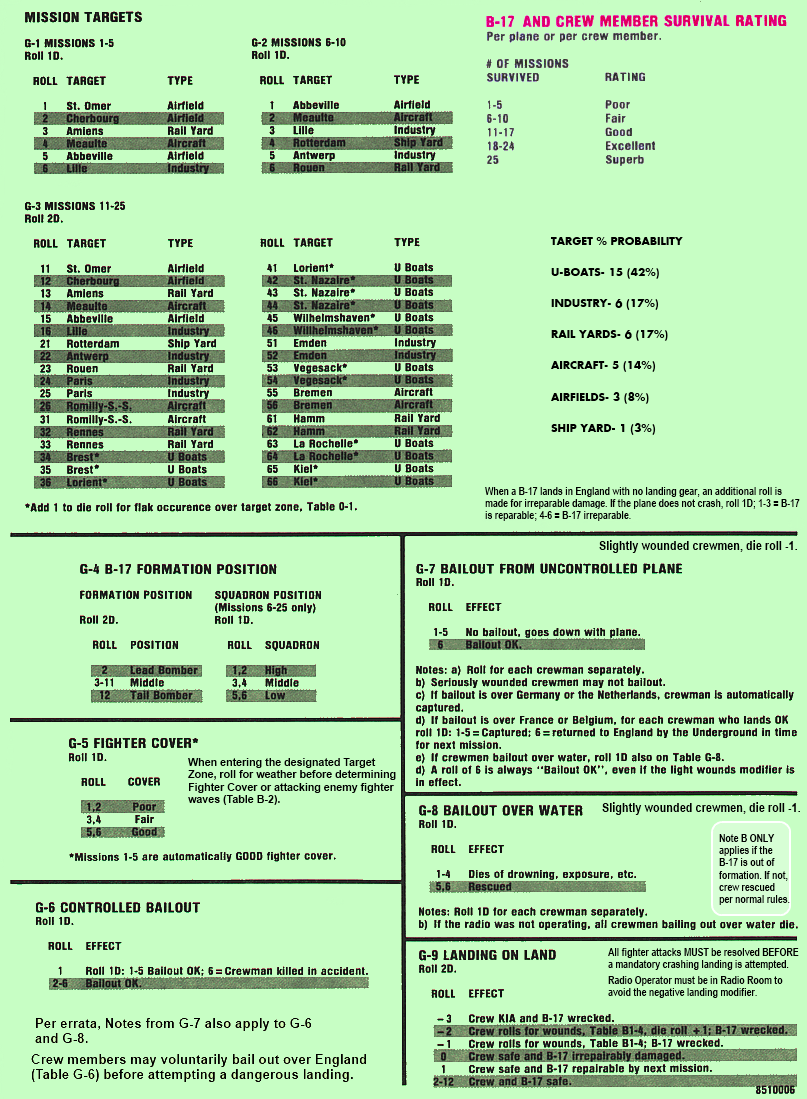 MISSION TARGETS
G-1 MISSIONS 1-5
Roll 1D.
ROLL TARGET TYPE
1 St. Omer Airfield
2 Cherbourg Airfield
3 Amiens Rail Yard
4 Meaulte Aircraft
5 Abbeville Airfield
6 Lille Industry
G-2 MISSIONS 6-10
Roll 1D.
ROLL TARGET TYPE
1 Abbeville Airfield
2 Meaulte Aircraft
3 Lille Industry
4 Rotterdam Ship Yard
5 Antwerp Industry
6 Rouen Rail Yard
B-17 AND CREW MEMBER SURVIVAL RATING
Per plane or per crew member.
# OF MISSIONS
SURVIVED RATING
1-5 Poor
6-10 Fair
11-17 Good
18-24 Excellent
25 Superb
G-3 MISSIONS 11-25
Roll 2D.
ROLL TARGET TYPE
11 St. Omer Airfield
12 Cherbourg Airfield
13 Amiens Rail Yard
14 Meaulte Aircraft
15 Abbeville Airfield
16 Lille Industry
21 Rotterdam Ship Yard
22 Antwerp Industry
23 Rouen Rail Yard
24 Paris Industry
25 Paris Industry
26 Romilly-S.-S. Aircraft
31 Romilly-S.-S. Aircraft
32 Rennes Rail Yard
33 Rennes Rail Yard
34 Brest* U Boats
35 Brest* U Boats
36 Lorient* U Boats
ROLL TARGET TYPE
41 Lorient* U Boats
42 St. Nazaire* U Boats
43 St. Nazaire* U Boats
44 St. Nazaire* U Boats
45 Wilhelmshaven* U Boats
46 Willhelmshaven* U Boats
51 Emden Industry
52 Emden Industry
53 Vegesack* U Boats
54 Vegesack* U Boats
55 Bremen Aircraft
56 Bremen Aircraft
61 Hamm Rail Yard
62 Hamm Rail Yard
63 La Rochelle* U Boats
64 La Rochelle* U Boats
65 Kiel* U Boats
66 Kiel* U Boats
*Add 1 to die roll for flak occurence over target zone, Table O-1.
TARGET % PROBABILITY
U-BOATS- 15 (42%)
INDUSTRY- 6 (17%)
RAIL YARDS- 6 (17%)
AIRCRAFT- 5 (14%)
AIRFIELDS- 3 (8%)
SHIP YARD- 1 (3%)
When a B-17 lands in England with no landing gear, an additional roll is
made for irreparable damage. If the plane does not crash, roll 1D; 1-3 = B-17
is reparable; 4-6 = B-17 irreparable.
G-4 B-17 FORMATION POSITION
FORMATION POSITION
Roll 2D.
ROLL POSITION
2 Lead Bomber
3-11 Middle
12 Tail Bomber
SQUADRON POSITION
(Missions 6-25 only)
Roll 1D.
ROLL SQUADRON
1,2 High
3,4 Middle
5,6 Low
G-5 FIGHTER COVER*
Roll 1D.
ROLL COVER
1,2 Poor
3,4 Fair
5,6 Good
When entering the designated Target
Zone, roll for weather before determining
Fighter Cover or attacking enemy fighter
waves (Table B-2).
*Missions 1-5 are automatically GOOD fighter cover.
G-6 CONTROLLED BAILOUT
Roll 1D.
ROLL EFFECT
1 Roll 1D: 1-5 Bailout OK; 6=Crewman killed in accident.
2-6 Bailout OK.
Per errata, Notes from G-7 also apply to G-6
and G-8.
Crew members may voluntarily bail out over England
(Table G-6) before attempting a dangerous landing.
Slightly wounded crewmen, die roll -1.
G-7 BAILOUT FROM UNCONTROLLED PLANE
Roll 1D.
ROLL EFFECT
1-5 No bailout, goes down with plane.
6 Bailout OK.
Notes: a) Roll for each crewman separately.
b) Seriously wounded crewmen may not bailout.
c) If bailout is over Germany or the Netherlands, crewman is automatically
captured.
d) If bailout is over France or Belgium, for each crewman who lands OK
roll 1D: 1-5=Captured; 6=returned to England by the Underground in time
for next mission.
e) If crewmen bailout over water, roll 1D also on Table G-8.
d) A roll of 6 is always "Bailout OK", even if the light wounds modifier is
in effect.
G-8 BAILOUT OVER WATER Slightly wounded crewmen, die roll -1.
Roll 1D.
ROLL EFFECT
1-4 Dies of drowning, exposure, etc.
5,6 Rescued
Note B ONLY
applies if the
B-17 is out of
formation. If not,
crew rescued
per normal rules.
Notes: Roll 1D for each crewman separately.
b) If the radio was not operating, all crewmen bailing out over water die.
G-9 LANDING ON LAND
Roll 2D.
All fighter attacks MUST be resolved BEFORE
a mandatory crashing landing is attempted.
Radio Operator must be in Radio Room to
avoid the negative landing modifier.
ROLL EFFECT
-3 Crew KIA and B-17 wrecked.
-2 Crew rolls for wounds, Table B1-4, die roll +1; B-17 wrecked.
-1 Crew rolls for wounds, Table B1-4; B-17 wrecked.
0 Crew safe and B-17 irrepairably damaged.
1 Crew safe and B-17 repairable by next mission.
2-12 Crew and B-17 safe.
8510006